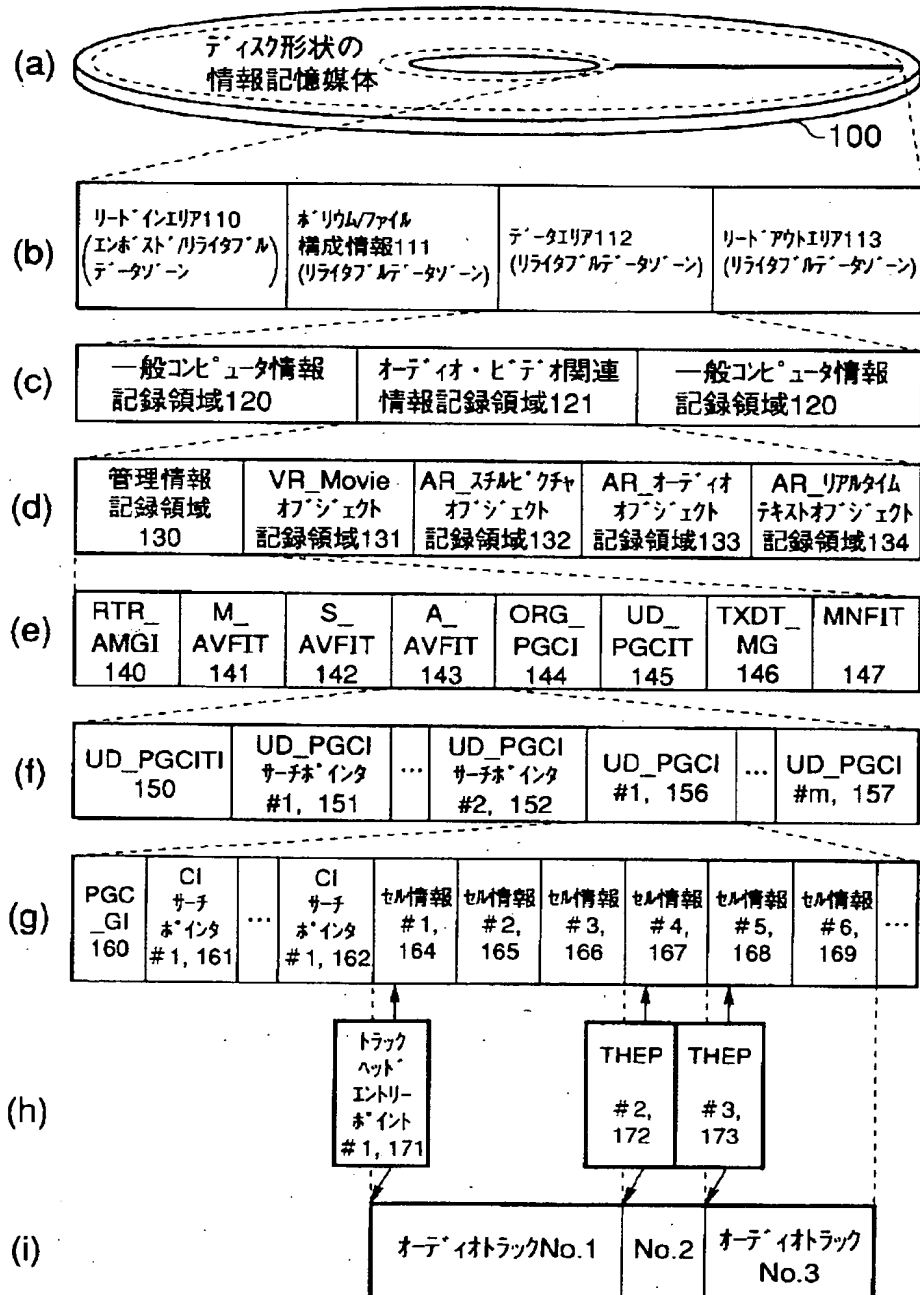 (a)
ディスク形状の
情報記憶媒体
100
(b)
リードインエリア110
(エンボスド/リライタブル
データゾーン)
ボリウム/ファイル
構成情報111
(リライタブルデータゾーン)
データエリア112
(リライタブルデータゾーン)
リードアウトエリア113
(リライタブルデータゾーン)
(c)
一般コンピュータ情報
記録領域120
オーディオ・ビデオ関連
情報記録領域121
一般コンピュータ情報
記録領域120
(d)
管理情報
記録領域
130
VR_Movie
オブジェクト
記録領域131
AR_スチルピクチャ
オブジェクト
記録領域132
AR_オーディオ
オブジェクト
記録領域133
AR_リアルタイム
テキストオブジェクト
記録領域134
(e)
RTR_
AMGI
140
M_
AVFIT
141
S_
AVFIT
142
A_
AVFIT
143
ORG_
PGCI
144
UD_
PGCIT
145
TXDT_
MG
146
MNFIT
147
(f)
UD_PGCITI
150
UD_PGCI
サーチポインタ
#1, 151
…
UD_PGCI
サーチポインタ
#2, 152
UD_PGCI
#1, 156
…
UD_PGCI
#m, 157
(g)
PGC
_GI
160
CI
サーチ
ポインタ
#1, 161
…
CI
サーチ
ポインタ
#1, 162
セル情報
#1,
164
セル情報
#2,
165
セル情報
#3,
166
セル情報
#4,
167
セル情報
#5,
168
セル情報
#6,
169
…
(h)
トラック
ヘッド
エントリー
ポイント
#1, 171
THEP
#2,
172
THEP
#3,
173
(i)
オーディオトラックNo.1
No.2
オーディオトラック
No.3